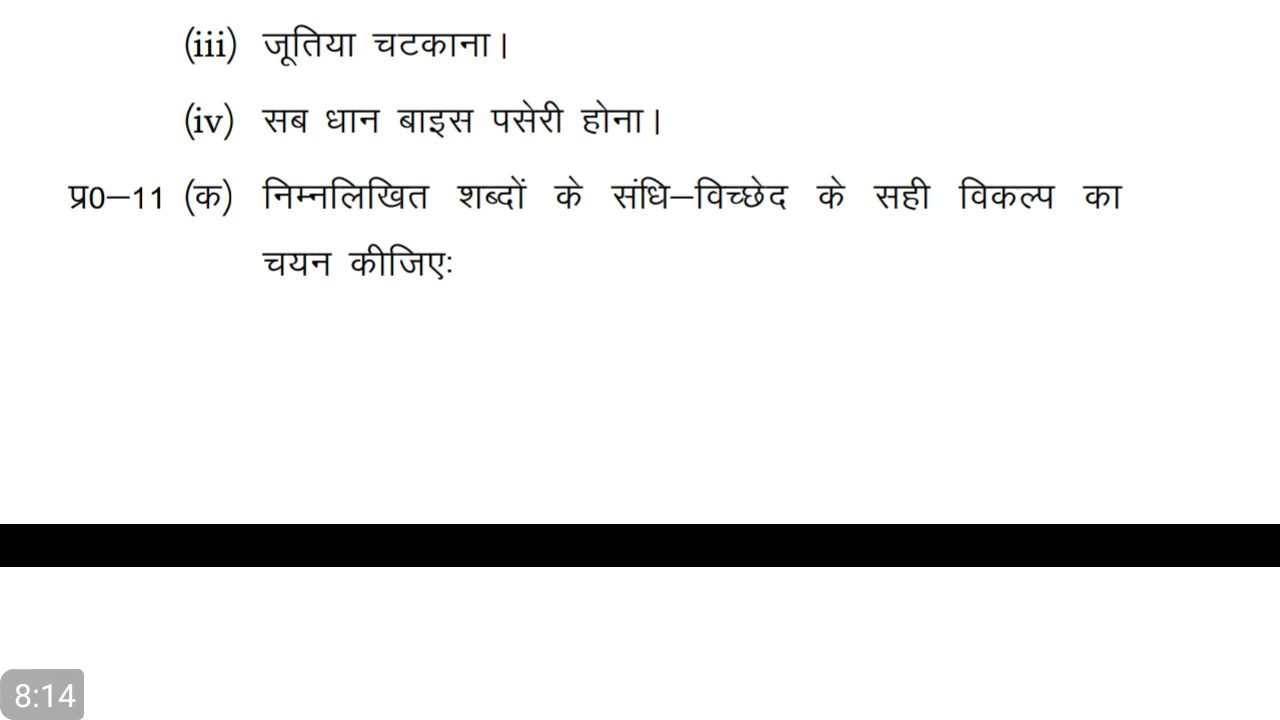 (iii) जूतिया चटकाना।
(iv) सब धान बाइस पसेरी होना।
प्र0–11 (क) निम्नलिखित शब्दों के संधि–विच्छेद के सही विकल्प का
चयन कीजिएः
8:14